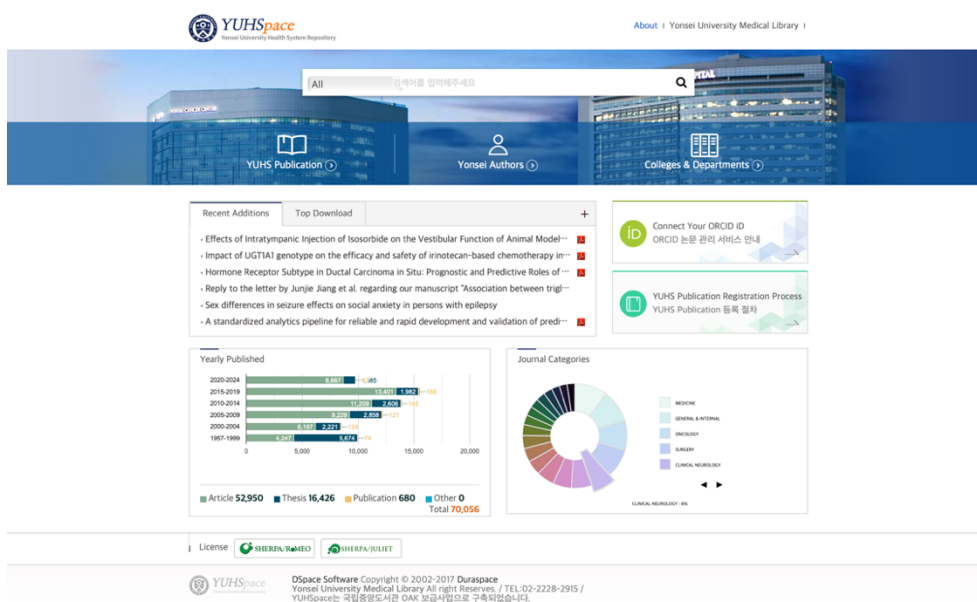 YUHSpace
Yonsei University Health System Repository
About
Yonsei University Medical Library
All
검색어를 입력해주세요
YUHS Publication
Yonsei Authors
Colleges & Departments
Recent Additions
Top Download
+
Effects of Intratympanic Injection of Isosorbide on the Vestibular Function of Animal Model…
Impact of UGT1A1 genotype on the efficacy and safety of irinotecan-based chemotherapy in…
Hormone Receptor Subtype in Ductal Carcinoma in Situ: Prognostic and Predictive Roles of …
Reply to the letter by Junjie Jiang et al. regarding our manuscript "Association between trigl…
Sex differences in seizure effects on social anxiety in persons with epilepsy
A standardized analytics pipeline for reliable and rapid development and validation of predi…
iD
Connect Your ORCID iD
ORCID 논문 관리 서비스 안내
YUHS Publication Registration Process
YUHS Publication 등록 절차
Yearly Published
2020-2024 8,667
2015-2019 13,401 1,982
2010-2014 11,209 2,606
2005-2009 9,229 2,858 121
2000-2004 6,197 2,221 124
1957-1999 4,247 5,674
0 5,000 10,000 15,000 20,000
Article 52,950 Thesis 16,426 Publication 680 Other 0
Total 70,056
Journal Categories
MEDICINE
GENERAL & INTERNAL
ONCOLOGY
SURGERY
CLINICAL NEUROLOGY
CLINICAL NEUROLOGY : 6%
License
SHERPA/RoMEO
SHERPA/JULIET
YUHSpace
DSpace Software Copyright © 2002-2017 Duraspace
Yonsei University Medical Library All right Reserves. / TEL:02-2228-2915 /
YUHSpace는 국립중앙도서관 OAK 보급사업으로 구축되었습니다.